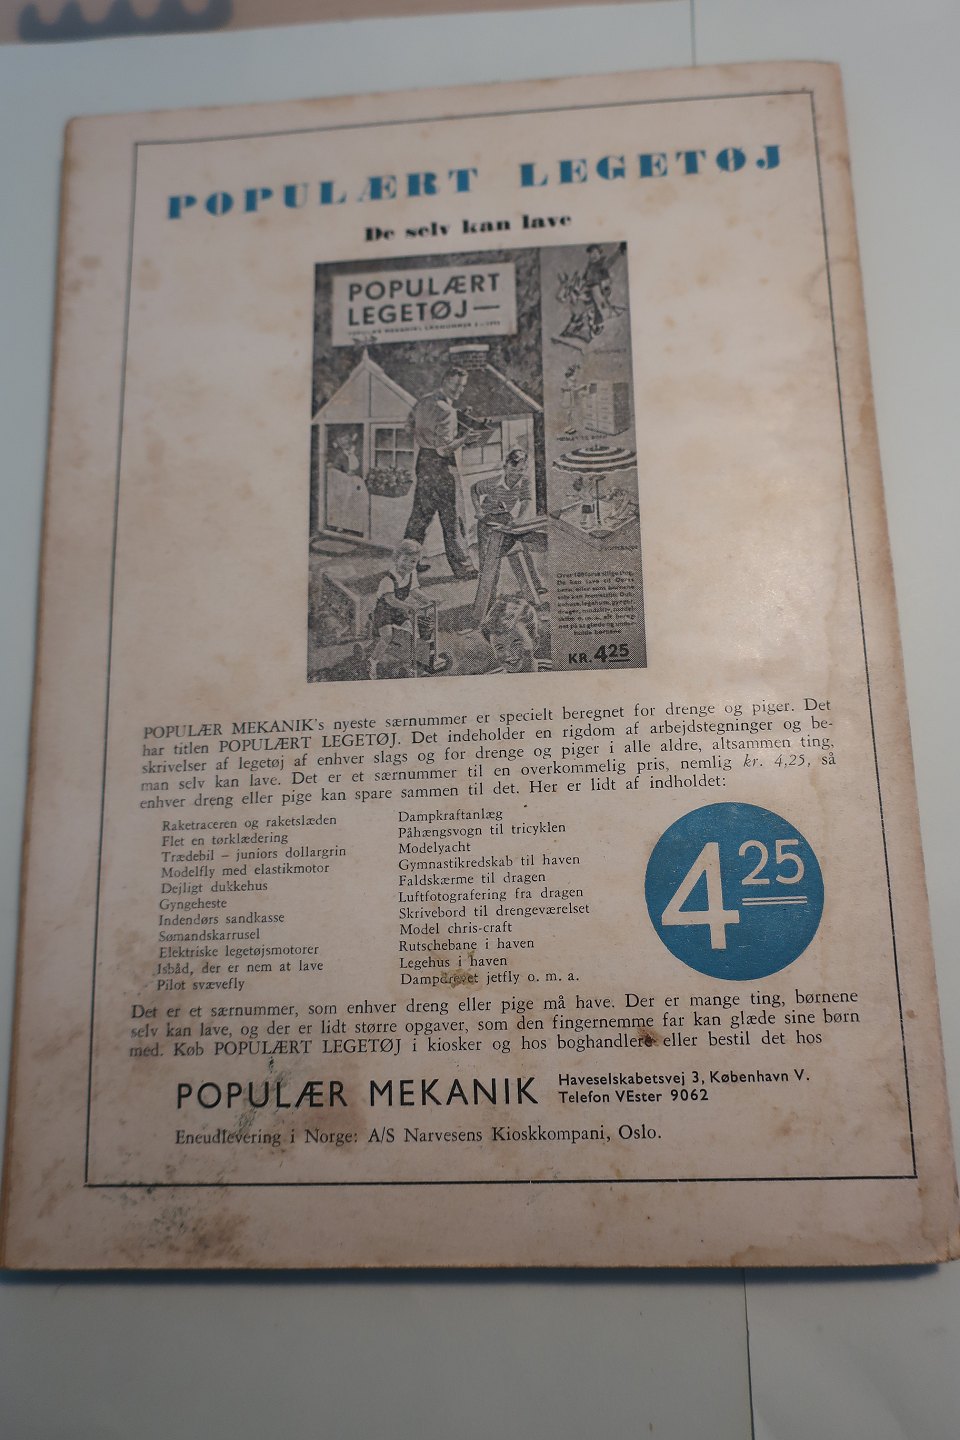 POPULÆRT LEGETØJ
De selv kan lave
POPULÆRT
LEGETØJ—
KR. 425
POPULÆR MEKANIK's nyeste særnummer er specielt beregnet for drenge og piger. Det
har titlen POPULÆRT LEGETØJ. Det indeholder en rigdom af arbejdstegninger og be-
skrivelser af legetøj af enhver slags og for drenge og piger i alle aldre, altsammen ting,
man selv kan lave. Det er et særnummer til en overkommelig pris, nemlig kr. 4,25, så
enhver dreng eller pige kan spare sammen til det. Her er lidt af indholdet:
Raketraceren og raketslæden
Flet en tørklædering
Trædebil – juniors dollargrin
Modelfly med elastikmotor
Dejligt dukkehus
Gyngeheste
Indendørs sandkasse
Sømandskarrusel
Elektriske legetøjsmotorer
Isbåd, der er nem at lave
Pilot svævefly
Dampkraftanlæg
Påhængsvogn til tricyklen
Modelyacht
Gymnastikredskab til haven
Faldskærme til dragen
Luftfotografering fra dragen
Skrivebord til drengeværelset
Model chris-craft
Rutschebane i haven
Legehus i haven
Dampdrevet jetfly o. m. a.
425
Det er et særnummer, som enhver dreng eller pige må have. Der er mange ting, børnene
selv kan lave, og der er lidt større opgaver, som den fingernemme far kan glæde sine børn
med. Køb POPULÆRT LEGETØJ i kiosker og hos boghandlere eller bestil det hos
POPULÆR MEKANIK
Haveselskabetsvej 3, København V.
Telefon VEster 9062
Eneudlevering i Norge: A/S Narvesens Kioskkompani, Oslo.